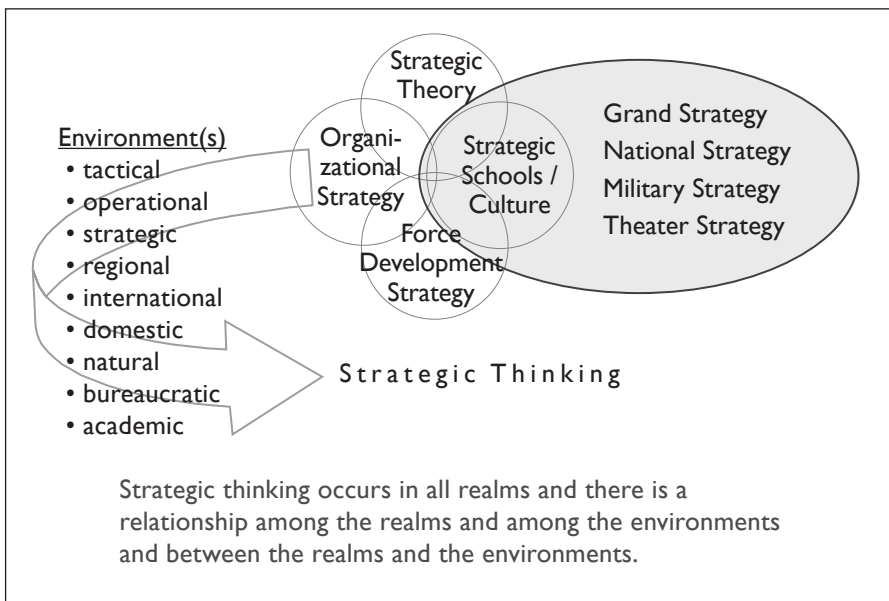 Strategic
Theory
Environment(s)
• tactical
• operational
• strategic
• regional
• international
• domestic
• natural
• bureaucratic
• academic
Organi-
zational
Strategy
Strategic
Schools /
Culture
Force
Development
Strategy
Grand Strategy
National Strategy
Military Strategy
Theater Strategy
Strategic Thinking
Strategic thinking occurs in all realms and there is a
relationship among the realms and among the environments
and between the realms and the environments.